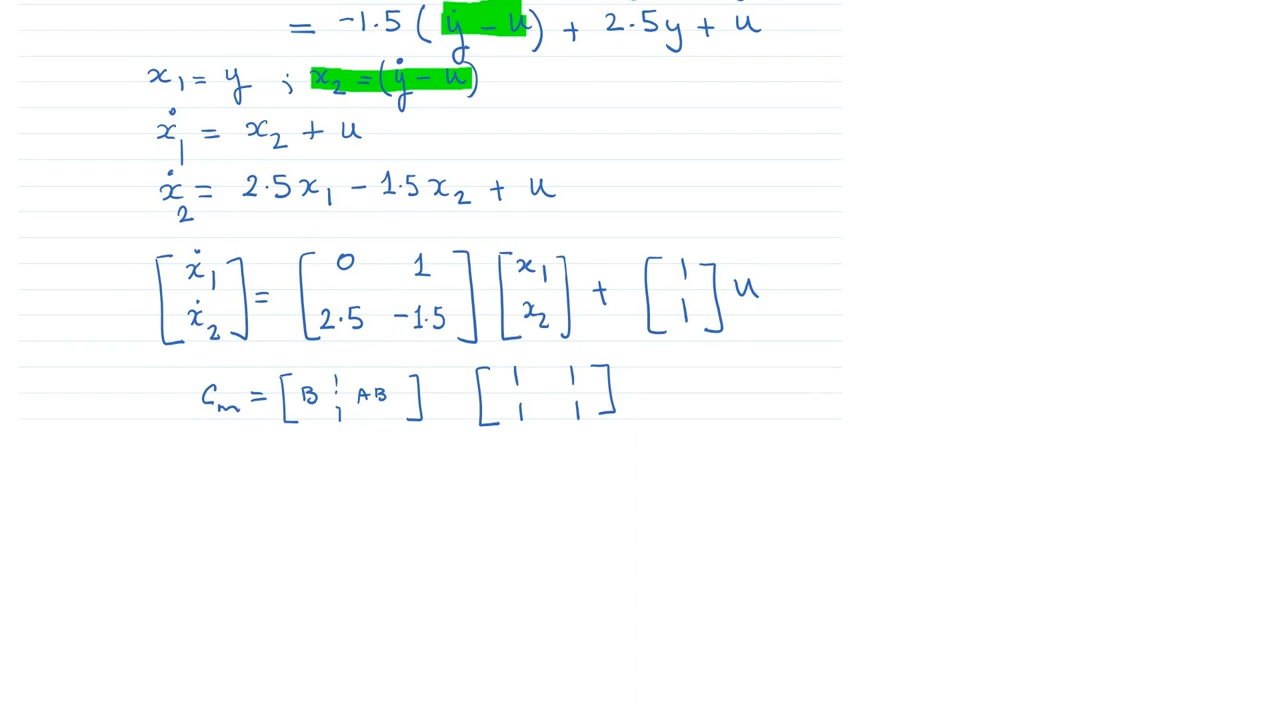 = -1.5 ( ẏ - u ) + 2.5y + u
x₁ = y ; x₂ = (ẏ - u)
ẋ₁ = x₂ + u
ẋ₂ = 2.5x₁ - 1.5x₂ + u
[ẋ₁ ẋ₂] = [0 1 2.5 -1.5] [x₁ x₂] + [1 1] u
Cₘ = [B ¦ AB] [1 1 1 1]